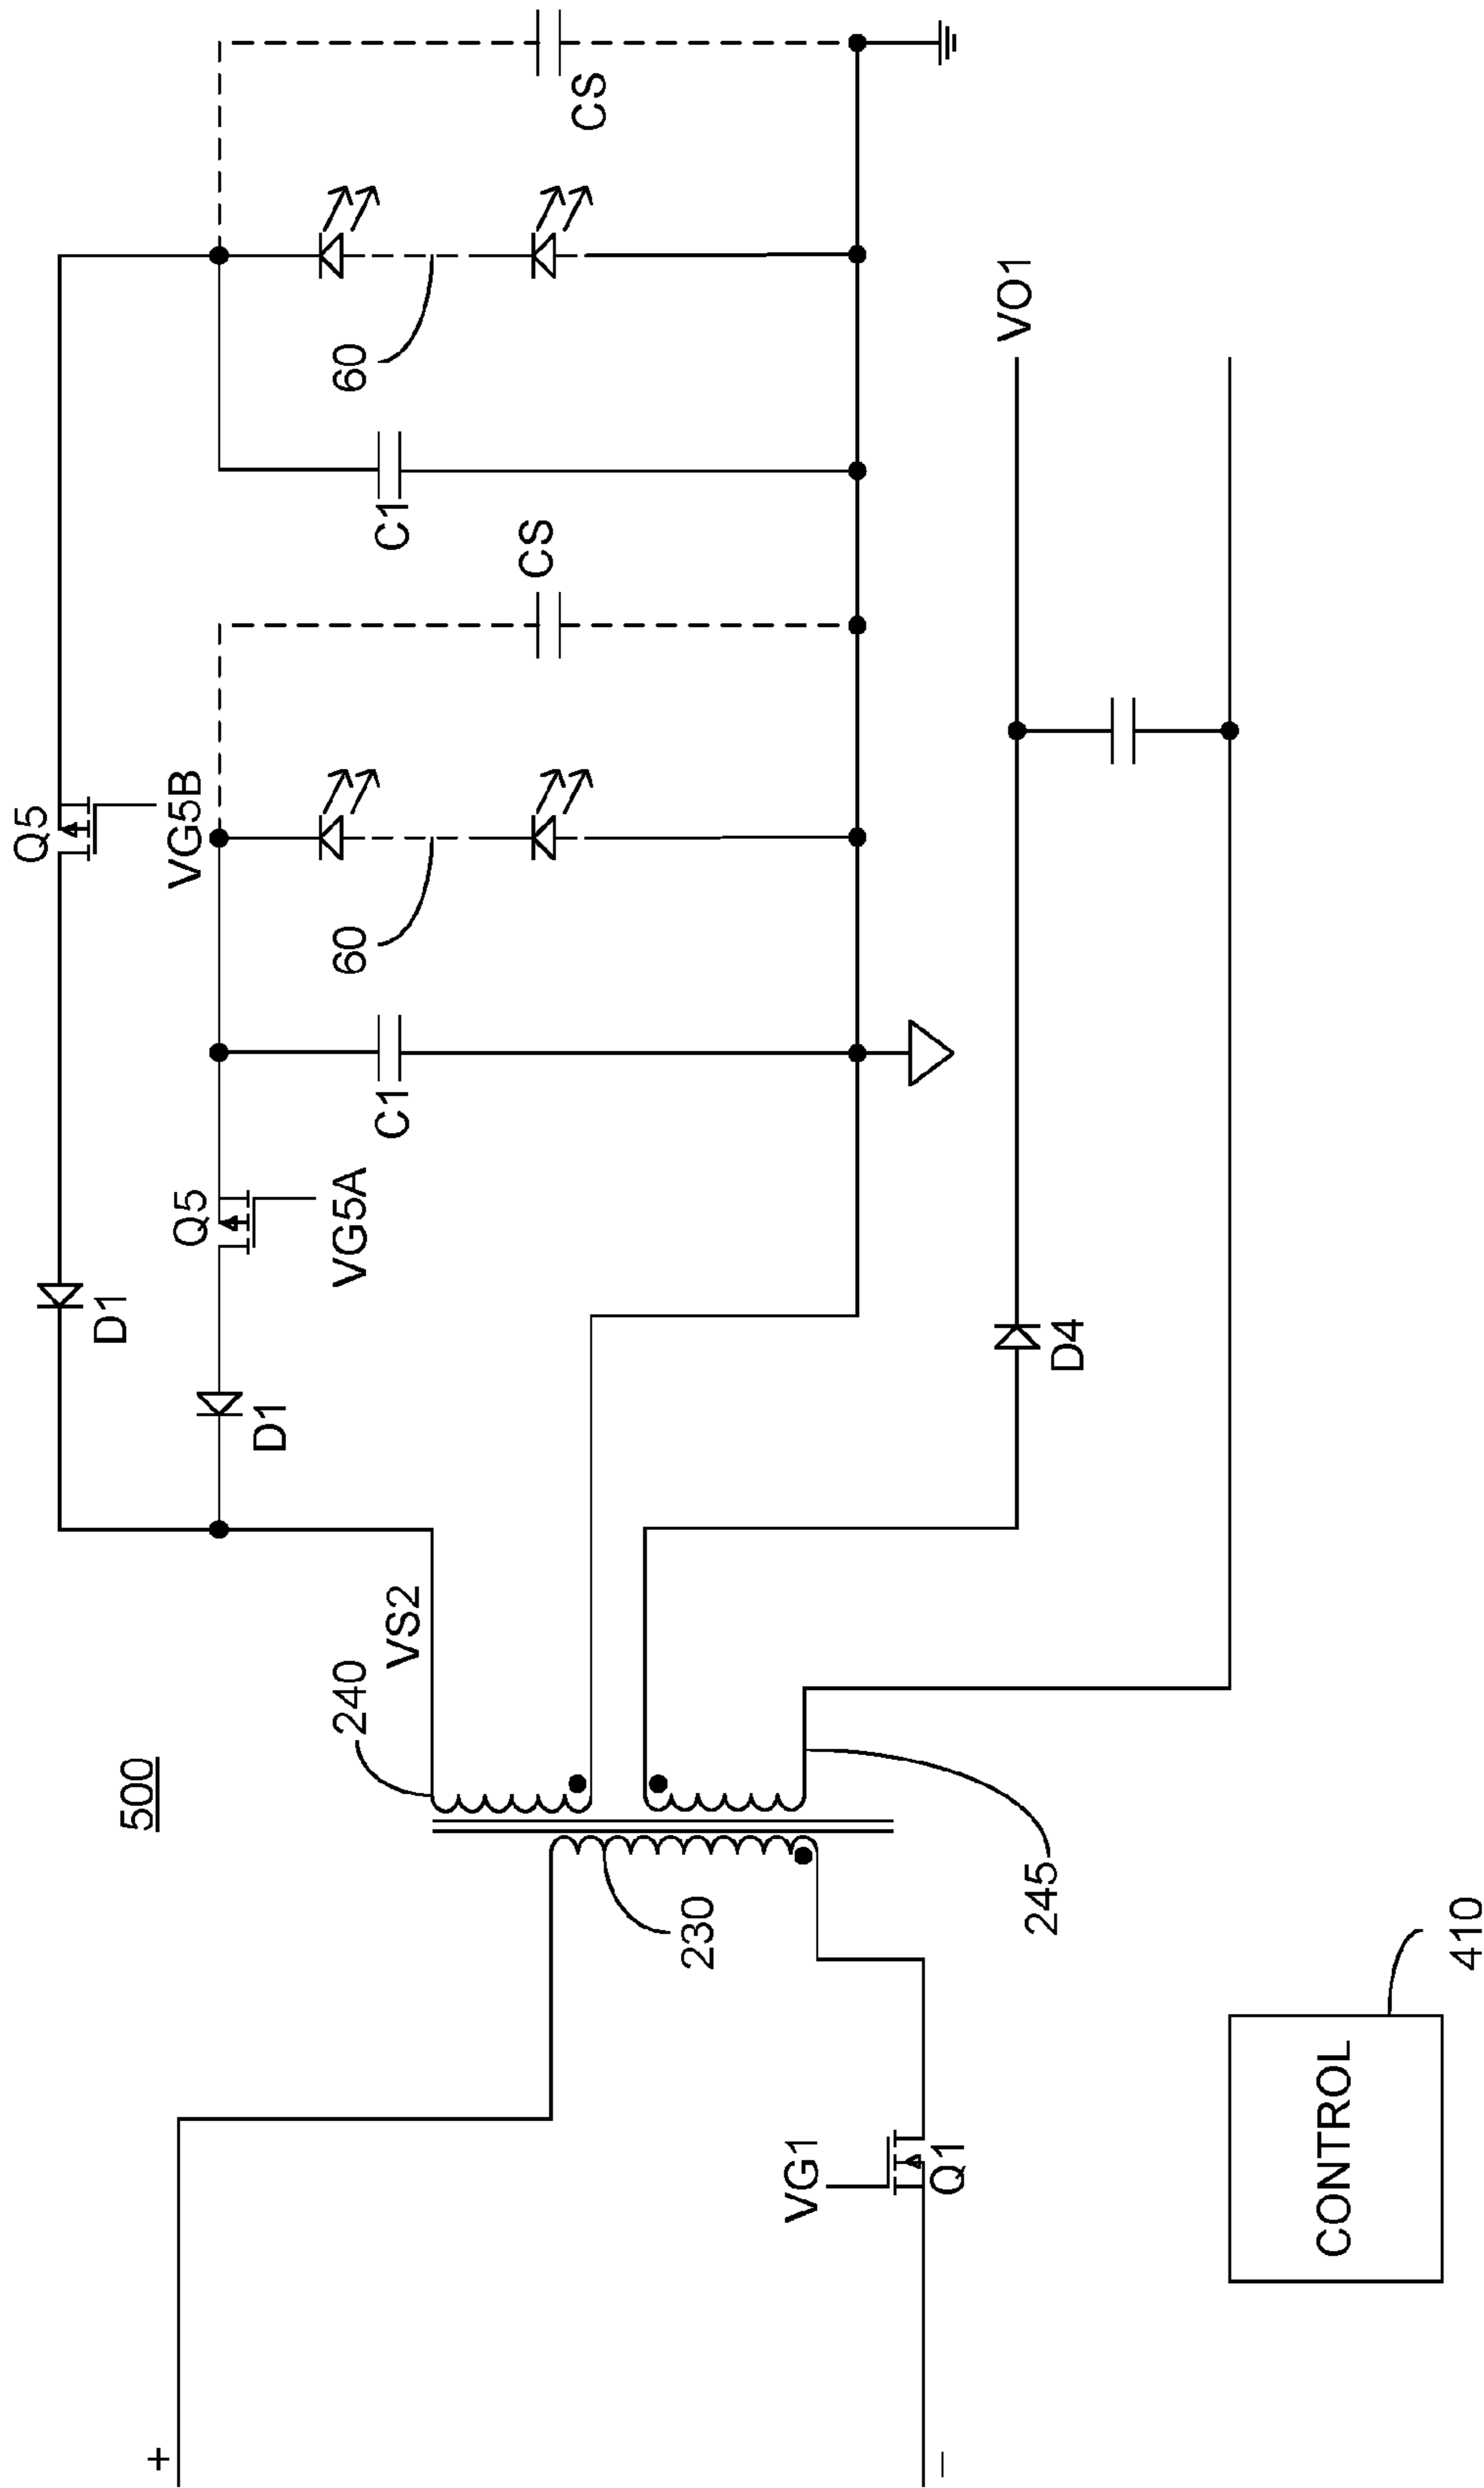 500
+
VG1
Q1
–
CONTROL
410
230
240
VS2
245
D1
D1
Q5
VG5A
Q5
VG5B
C1
60
CS
C1
60
CS
D4
VO1